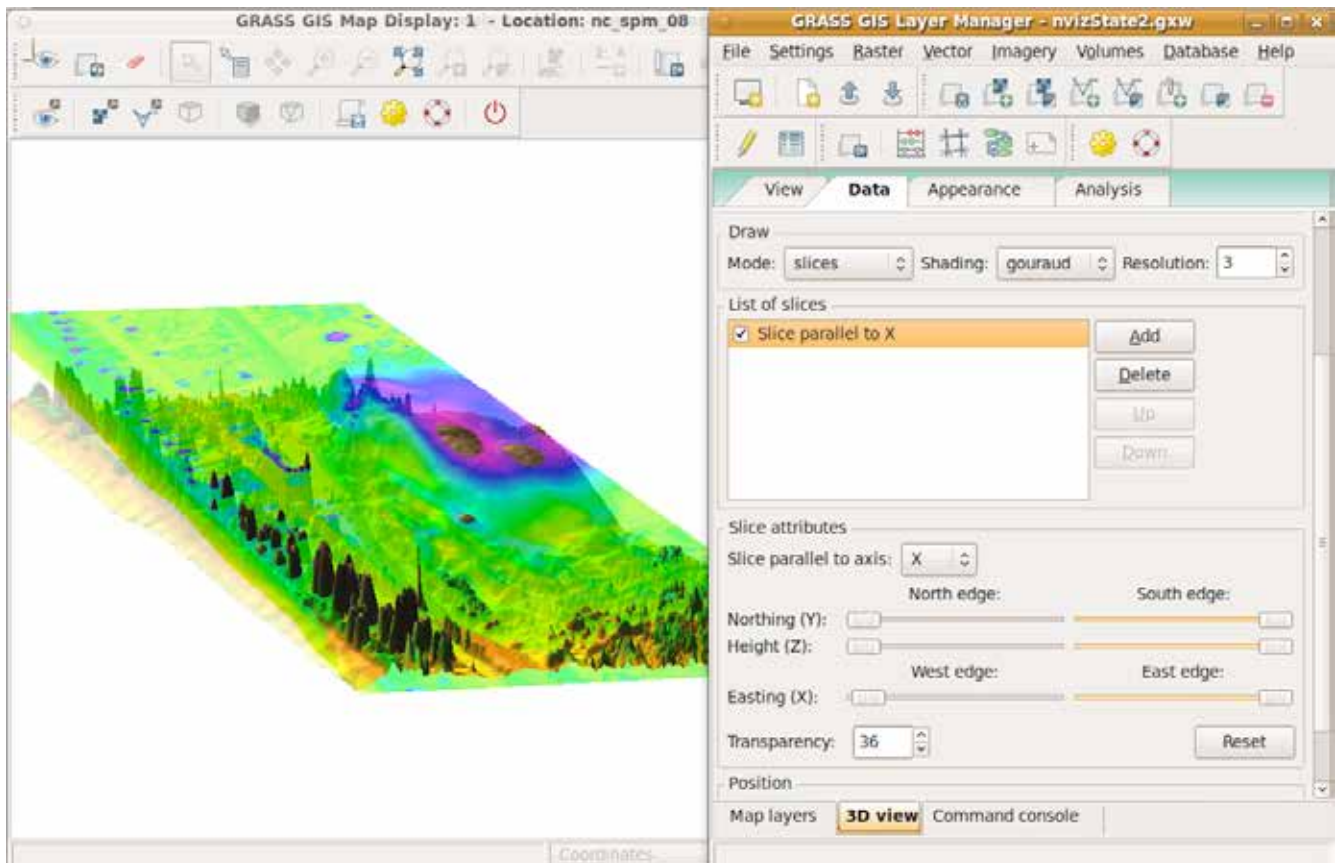 GRASS GIS Map Display: 1 - Location: nc_spm_08
GRASS GIS Layer Manager - nvizState2.gxw
File Settings Raster Vector Imagery Volumes Database Help
View Data Appearance Analysis
Draw
Mode: slices Shading: gouraud Resolution: 3
List of slices
Slice parallel to X
Add
Delete
Up
Down
Slice attributes
Slice parallel to axis: X
North edge: South edge:
Northing (Y):
Height (Z):
West edge: East edge:
Easting (X):
Transparency: 36 Reset
Position
Map layers 3D view Command console
Coordinates